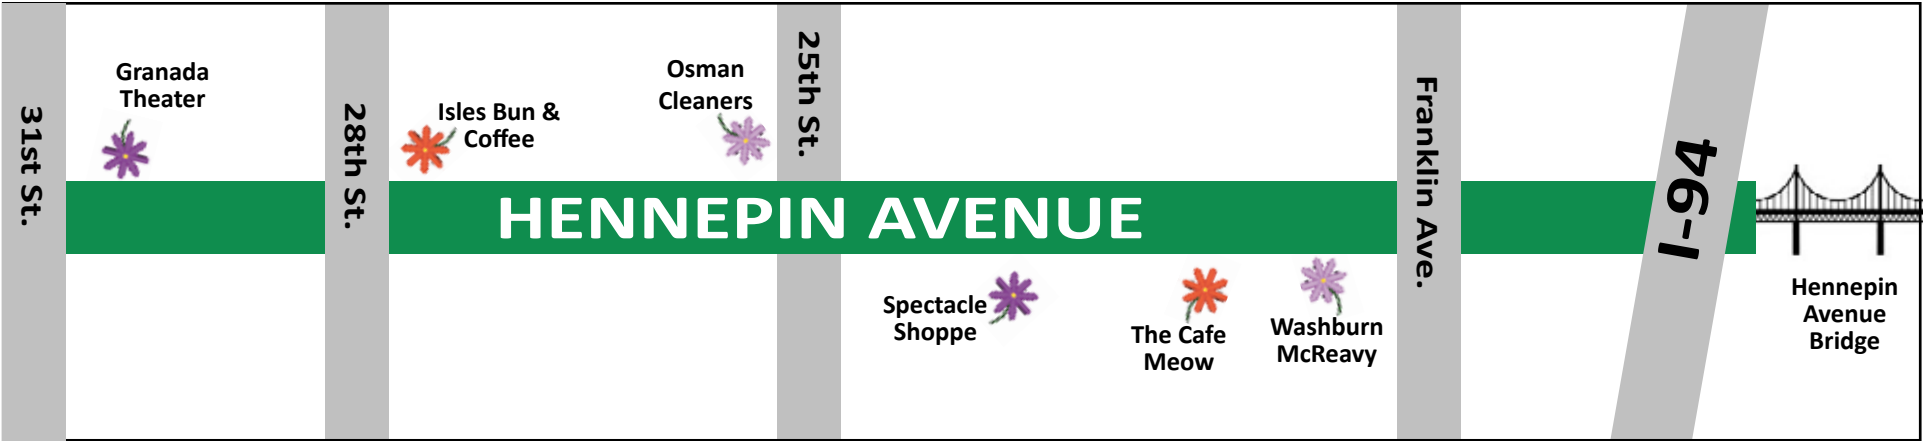 31st St.
Granada
Theater
28th St.
Isles Bun &
Coffee
Osman
Cleaners
25th St.
HENNEPIN AVENUE
Spectacle
Shoppe
The Cafe
Meow
Washburn
McReavy
Franklin Ave.
I-94
Hennepin
Avenue
Bridge